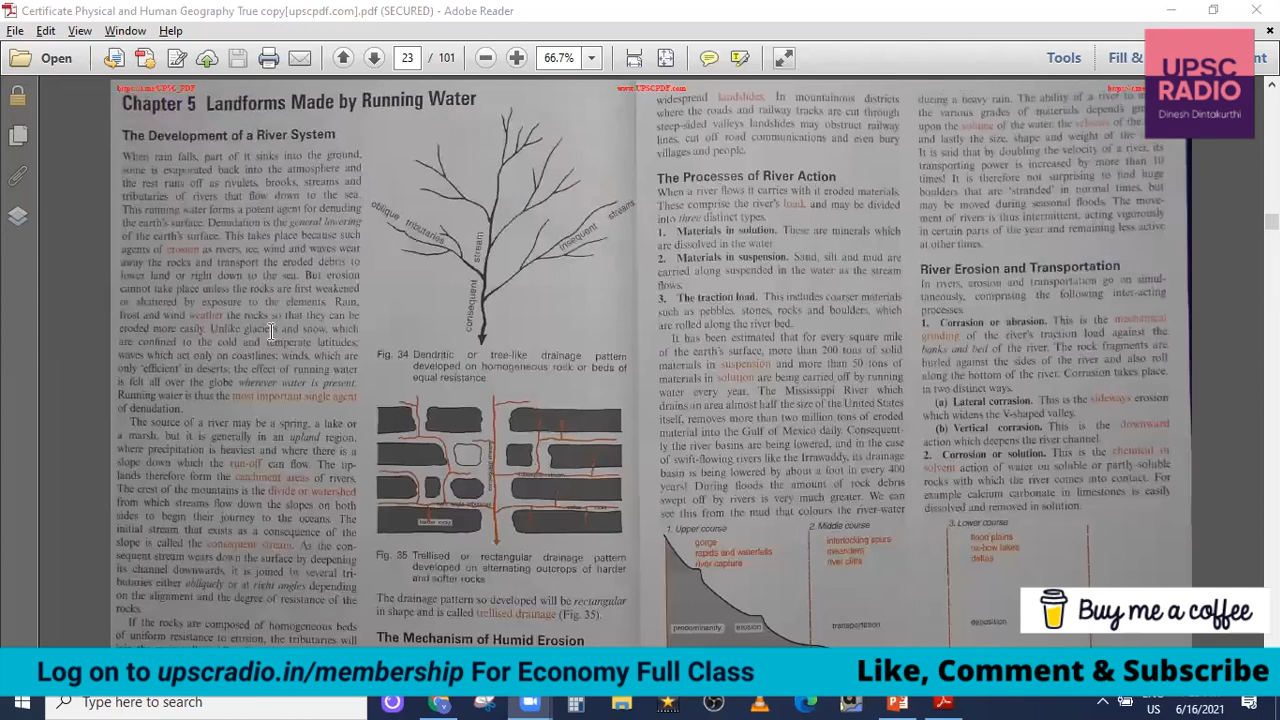 Certificate Physical and Human Geography True copy[upscpdf.com].pdf (SECURED) - Adobe Reader
File Edit View Window Help
Open
23 / 101
66.7%
Tools
Fill &
UPSC
RADIO
Dinesh Dintakurthi
www.UPSCPDF.com
Chapter 5 Landforms Made by Running Water
The Development of a River System
When rain falls, part of it sinks into the ground,
some is evaporated back into the atmosphere and
the rest runs off as rivulets, brooks, streams and
tributaries of rivers that flow down to the sea.
This running water forms a potent agent for denuding
the earth's surface. Denudation is the general lowering
of the earth's surface. This takes place because such
agents of erosion as rivers, ice, wind and waves wear
away the rocks and transport the eroded debris to
lower land or right down to the sea. But erosion
cannot take place unless the rocks are first weakened
or shattered by exposure to the elements. Rain,
frost and wind weather the rocks so that they can be
eroded more easily. Unlike glaciers and snow, which
are confined to the cold and temperate latitudes;
waves which act only on coastlines; winds, which are
only 'efficient' in deserts; the effect of running water
is felt all over the globe wherever water is present.
Running water is thus the most important single agent
of denudation.
The source of a river may be a spring, a lake or
a marsh, but it is generally in an upland region,
where precipitation is heaviest and where there is a
slope down which the run-off can flow. The up-
lands therefore form the catchment areas of rivers.
The crest of the mountains is the divide or watershed
from which streams flow down the slopes on both
sides to begin their journey to the oceans. The
initial stream that exists as a consequence of the
slope is called the consequent stream. As the con-
sequent stream wears down the surface by deepening
its channel downwards, it is joined by several tri-
butaries either obliquely or at right angles depending
on the alignment and the degree of resistance of the
rocks.
If the rocks are composed of homogeneous beds
of uniform resistance to erosion, the tributaries will
oblique tributaries
consequent stream
insequent streams
Fig. 34 Dendritic or tree-like drainage pattern
developed on homogeneous rock or beds of
equal resistance
Fig. 35 Trellised or rectangular drainage pattern
developed on alternating outcrops of harder
and softer rocks
The drainage pattern so developed will be rectangular
in shape and is called trellised drainage (Fig. 35).
The Mechanism of Humid Erosion
widespread landslides. In mountainous districts
where the roads and railway tracks are cut through
steep-sided valleys landslides may obstruct railway
lines, cut off road communications and even bury
villages and people.
The Processes of River Action
When a river flows it carries with it eroded materials.
These comprise the river's load, and may be divided
into three distinct types.
1. Materials in solution. These are minerals which
are dissolved in the water.
2. Materials in suspension. Sand, silt and mud are
carried along suspended in the water as the stream
flows.
3. The traction load. This includes coarser materials
such as pebbles, stones, rocks and boulders, which
are rolled along the river bed.
It has been estimated that for every square mile
of the earth's surface, more than 200 tons of solid
materials in suspension and more than 50 tons of
materials in solution are being carried off by running
water every year. The Mississippi River which
drains an area almost half the size of the United States
itself, removes more than two million tons of eroded
material into the Gulf of Mexico daily. Consequent-
ly the river basins are being lowered, and in the case
of swift-flowing rivers like the Irrawaddy, its drainage
basin is being lowered by about a foot in every 400
years! During floods the amount of rock debris
swept off by rivers is very much greater. We can
see this from the mud that colours the river-water
during a heavy rain. The ability of a river to
the various grades of materials depends
upon the volume of the water, the velocity of the
and lastly the size, shape and weight of the
It is said that by doubling the velocity of a river, its
transporting power is increased by more than 10
times! It is therefore not surprising to find huge
boulders that are 'stranded' in normal times, but
may be moved during seasonal floods. The move-
ment of rivers is thus intermittent, acting vigorously
in certain parts of the year and remaining less active
at other times.
River Erosion and Transportation
In rivers, erosion and transportation go on simul-
taneously, comprising the following inter-acting
processes.
1. Corrasion or abrasion. This is the mechanical
grinding of the river's traction load against the
banks and bed of the river. The rock fragments are
hurled against the sides of the river and also roll
along the bottom of the river. Corrasion takes place,
in two distinct ways.
(a) Lateral corrasion. This is the sideways erosion
which widens the V-shaped valley.
(b) Vertical corrasion. This is the downward
action which deepens the river channel.
2. Corrosion or solution. This is the chemical or
solvent action of water on soluble or partly-soluble
rocks with which the river comes into contact. For
example calcium carbonate in limestones is easily
dissolved and removed in solution.
1. Upper course
gorge
rapids and waterfalls
river capture
predominantly erosion
2. Middle course
interlocking spurs
meanders
river cliffs
transportation
3. Lower course
flood plains
ox-bow lakes
deltas
deposition
Buy me a coffee
Log on to upscradio.in/membership For Economy Full Class
Like, Comment & Subscribe
Type here to search
US
6/16/2021